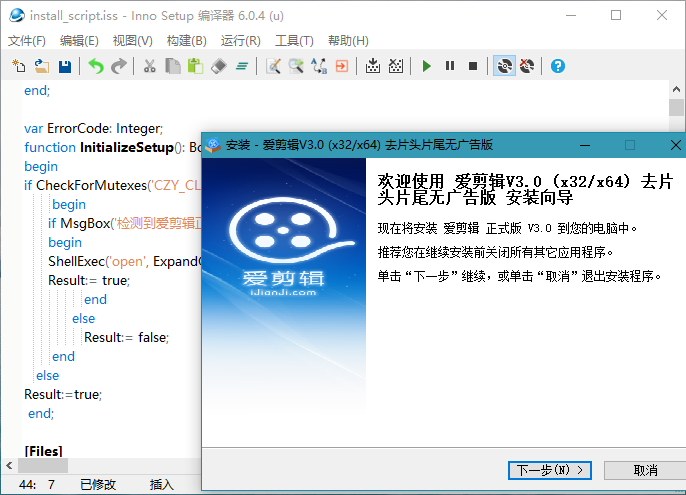 install_script.iss - Inno Setup 编译器 6.0.4 (u)
文件(F) 编辑(E) 视图(V) 构建(B) 运行(R) 工具(T) 帮助(H)
end;
var ErrorCode: Integer;
function InitializeSetup(): Bo
begin
if CheckForMutexes('CZY_CL
begin
if MsgBox('检测到爱剪辑正
begin
ShellExec('open', ExpandC
Result:= true;
end
else
Result:= false;
end
else
Result:=true;
end;
[Files]
44: 7 已修改 插入
安装 - 爱剪辑V3.0 (x32/x64) 去片头片尾无广告版
爱剪辑
iJianJi.com
欢迎使用 爱剪辑V3.0 (x32/x64) 去片
头片尾无广告版 安装向导
现在将安装 爱剪辑 正式版 V3.0 到您的电脑中。
推荐您在继续安装前关闭所有其它应用程序。
单击“下一步”继续，或单击“取消”退出安装程序。
下一步(N) >
取消